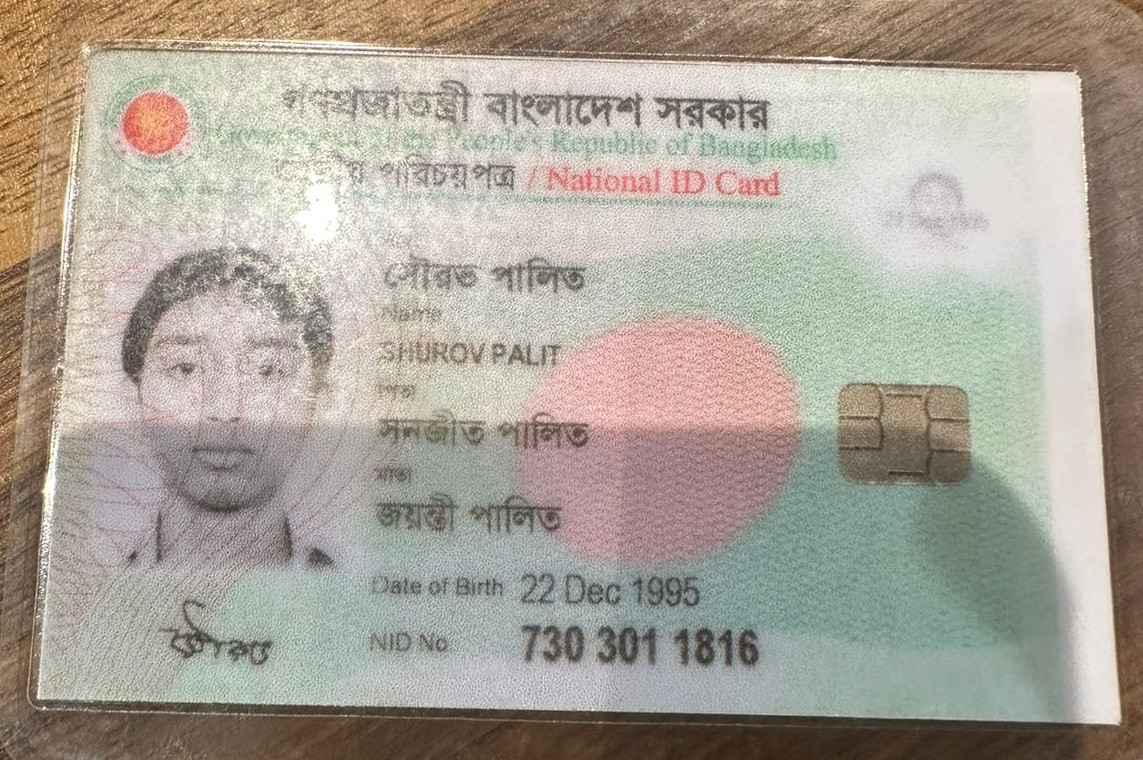 গণপ্রজাতন্ত্রী বাংলাদেশ সরকার
Government of the People's Republic of Bangladesh
জাতীয় পরিচয়পত্র / National ID Card
সৌরভ পালিত
Name
SHUROV PALIT
পিতা
সনজীত পালিত
মাতা
জয়ন্তী পালিত
Date of Birth 22 Dec 1995
NID No 730 301 1816
সৌরভ